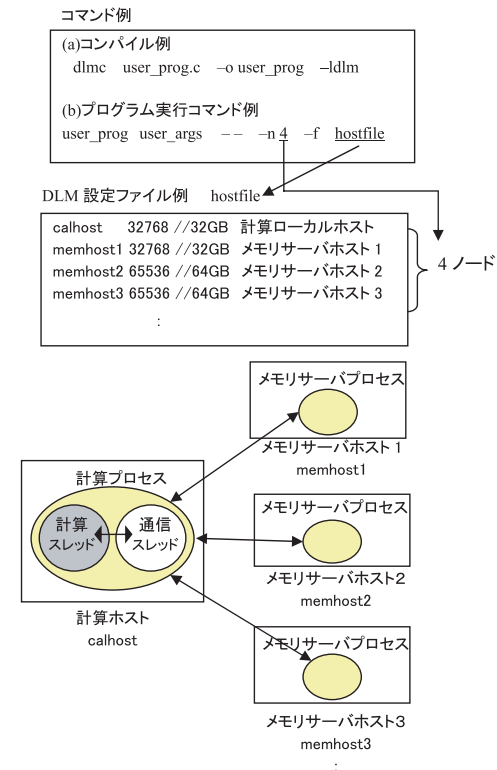 コマンド例
(a)コンパイル例
dlmc user_prog.c –o user_prog –ldlm
(b)プログラム実行コマンド例
user_prog user_args – – –n 4 –f hostfile
DLM 設定ファイル例 hostfile
calhost 32768 //32GB 計算ローカルホスト
memhost1 32768 //32GB メモリサーバホスト 1
memhost2 65536 //64GB メモリサーバホスト 2
memhost3 65536 //64GB メモリサーバホスト 3
:
4 ノード
メモリサーバプロセス
メモリサーバホスト 1
memhost1
計算プロセス
計算
スレッド
通信
スレッド
計算ホスト
calhost
メモリサーバプロセス
メモリサーバホスト2
memhost2
メモリサーバプロセス
メモリサーバホスト3
memhost3
: